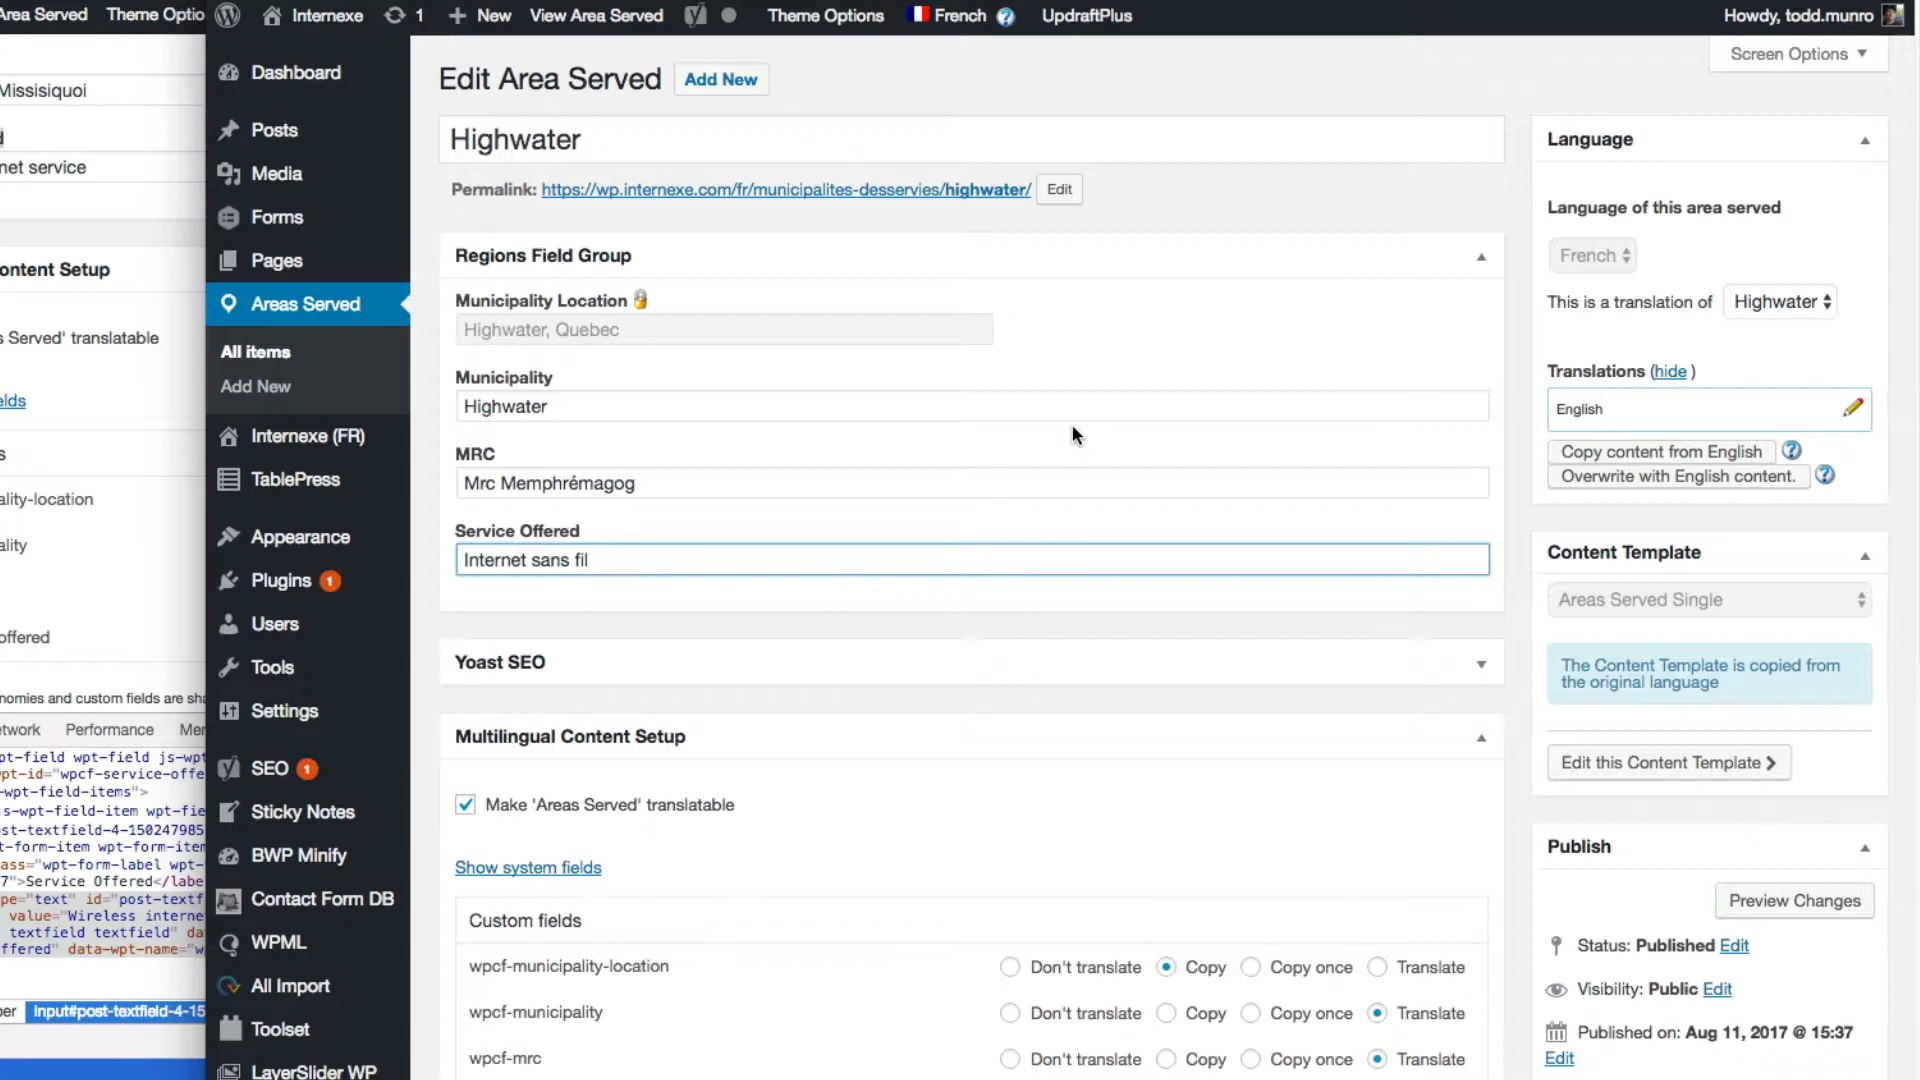 Area Served
Theme Optio
Internexe
1
New
View Area Served
Theme Options
French
UpdraftPlus
Howdy, todd.munro
Screen Options
Missisiquoi
net service
ontent Setup
s Served' translatable
elds
s
ality-location
ality
offered
nomies and custom fields are sha
etwork
Performance
Mer
pt-field wpt-field js-wpt
pt-id="wpcf-service-offe
-wpt-field-items">
s-wpt-field-item wpt-fie
st-textfield-4-150247985
t-form-item wpt-form-item
ass="wpt-form-label wpt-
7">Service Offered</labe
pe="text" id="post-textf
value="Wireless interne
textfield textfield" da
ffered" data-wpt-name="w
per
input#post-textfield-4-15
Dashboard
Posts
Media
Forms
Pages
Areas Served
All items
Add New
Internexe (FR)
TablePress
Appearance
Plugins 1
Users
Tools
Settings
SEO 1
Sticky Notes
BWP Minify
Contact Form DB
WPML
All Import
Toolset
LayerSlider WP
Edit Area Served
Add New
Highwater
Permalink: https://wp.internexe.com/fr/municipalites-desservies/highwater/
Edit
Regions Field Group
Municipality Location
Highwater, Quebec
Municipality
Highwater
MRC
Mrc Memphrémagog
Service Offered
Internet sans fil
Yoast SEO
Multilingual Content Setup
Make 'Areas Served' translatable
Show system fields
Custom fields
wpcf-municipality-location
Don't translate
Copy
Copy once
Translate
wpcf-municipality
Don't translate
Copy
Copy once
Translate
wpcf-mrc
Don't translate
Copy
Copy once
Translate
Language
Language of this area served
French
This is a translation of
Highwater
Translations (hide )
English
Copy content from English
Overwrite with English content.
Content Template
Areas Served Single
The Content Template is copied from
the original language
Edit this Content Template
Publish
Preview Changes
Status: Published Edit
Visibility: Public Edit
Published on: Aug 11, 2017 @ 15:37
Edit